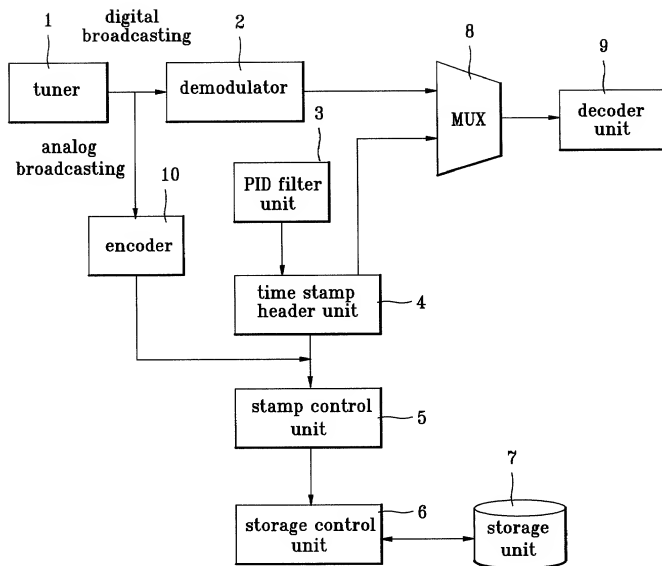 digital
broadcasting
1
tuner
2
demodulator
8
MUX
9
decoder
unit
analog
broadcasting
10
encoder
3
PID filter
unit
time stamp
header unit
4
stamp control
unit
5
storage control
unit
6
7
storage
unit